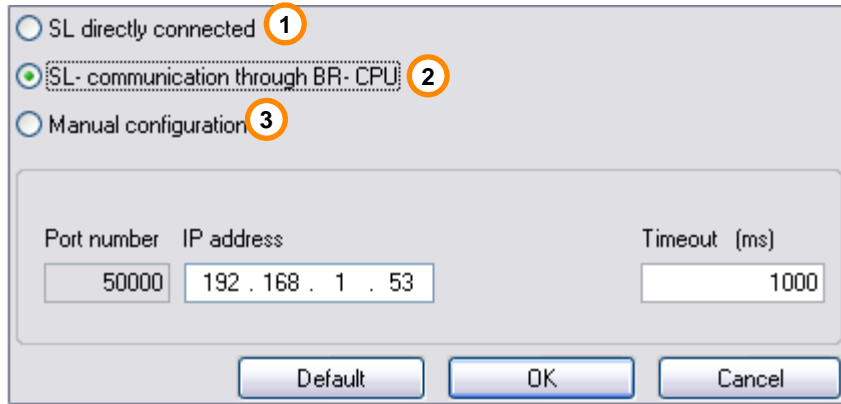 SL directly connected 1
SL- communication through BR- CPU 2
Manual configuration 3
Port number IP address Timeout (ms)
50000 192 . 168 . 1 . 53 1000
Default OK Cancel